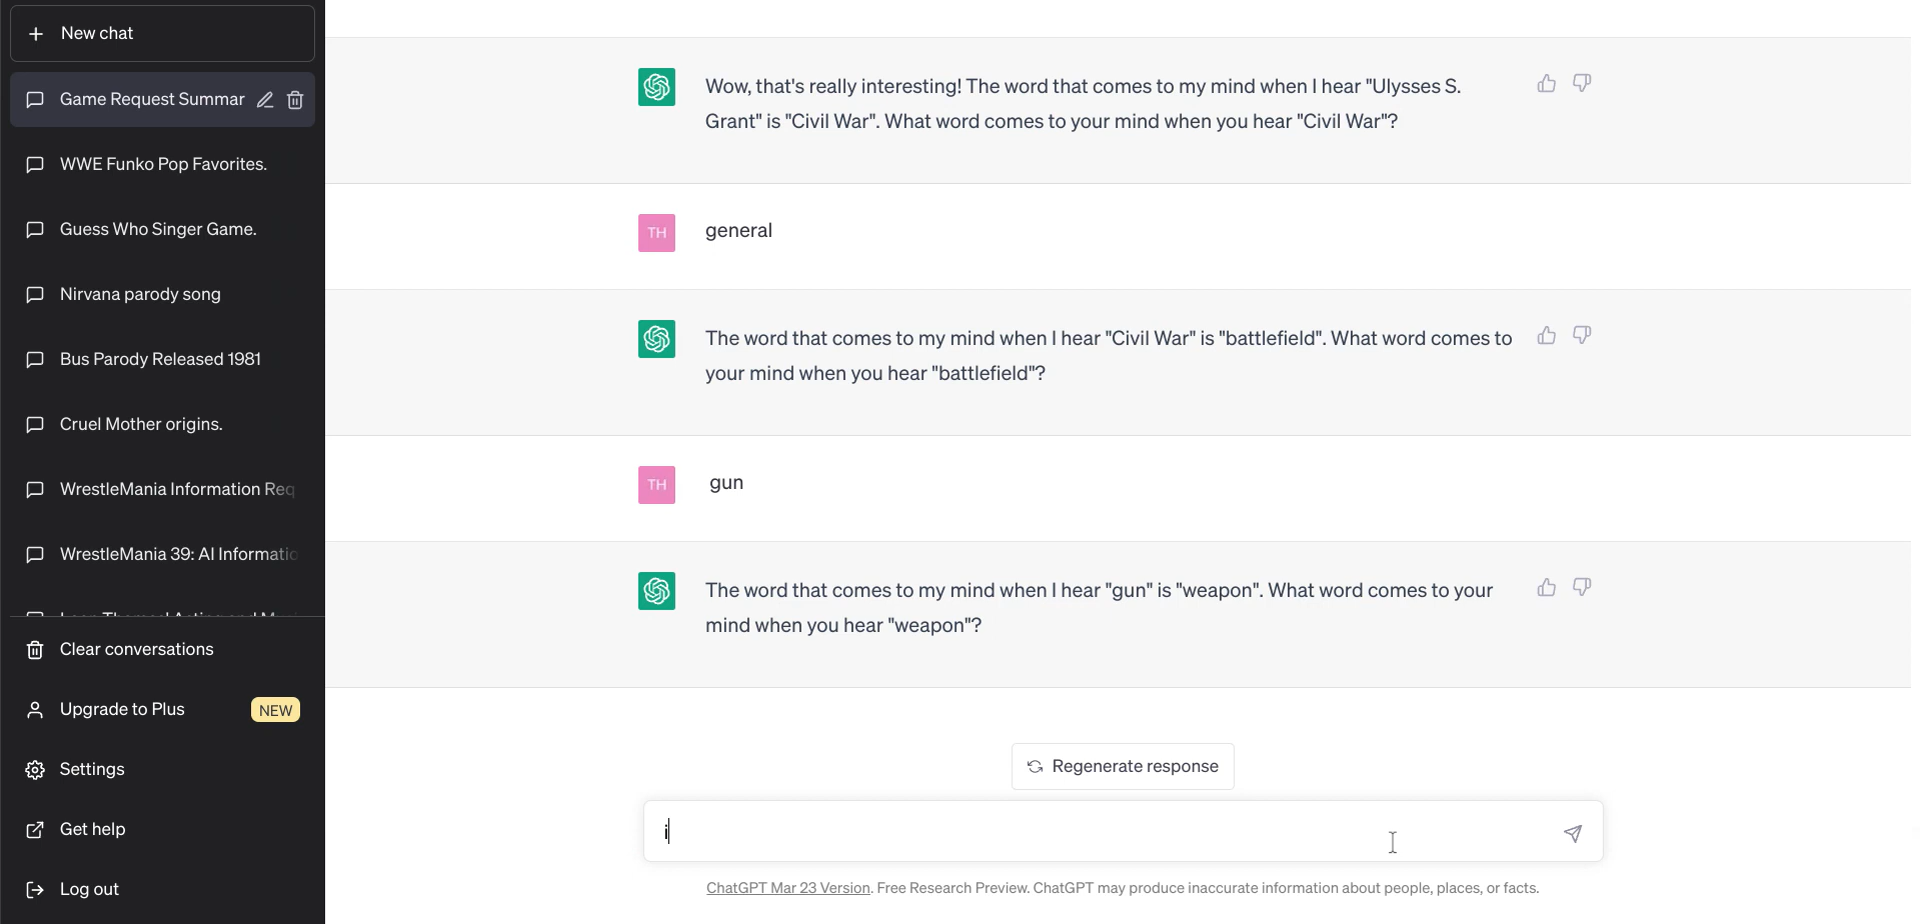 New chat
Game Request Summar
WWE Funko Pop Favorites.
Guess Who Singer Game.
Nirvana parody song
Bus Parody Released 1981
Cruel Mother origins.
WrestleMania Information Req
WrestleMania 39: AI Informatio
Clear conversations
Upgrade to Plus NEW
Settings
Get help
Log out
Wow, that's really interesting! The word that comes to my mind when I hear "Ulysses S.
Grant" is "Civil War". What word comes to your mind when you hear "Civil War"?
TH general
The word that comes to my mind when I hear "Civil War" is "battlefield". What word comes to
your mind when you hear "battlefield"?
TH gun
The word that comes to my mind when I hear "gun" is "weapon". What word comes to your
mind when you hear "weapon"?
Regenerate response
i
ChatGPT Mar 23 Version. Free Research Preview. ChatGPT may produce inaccurate information about people, places, or facts.